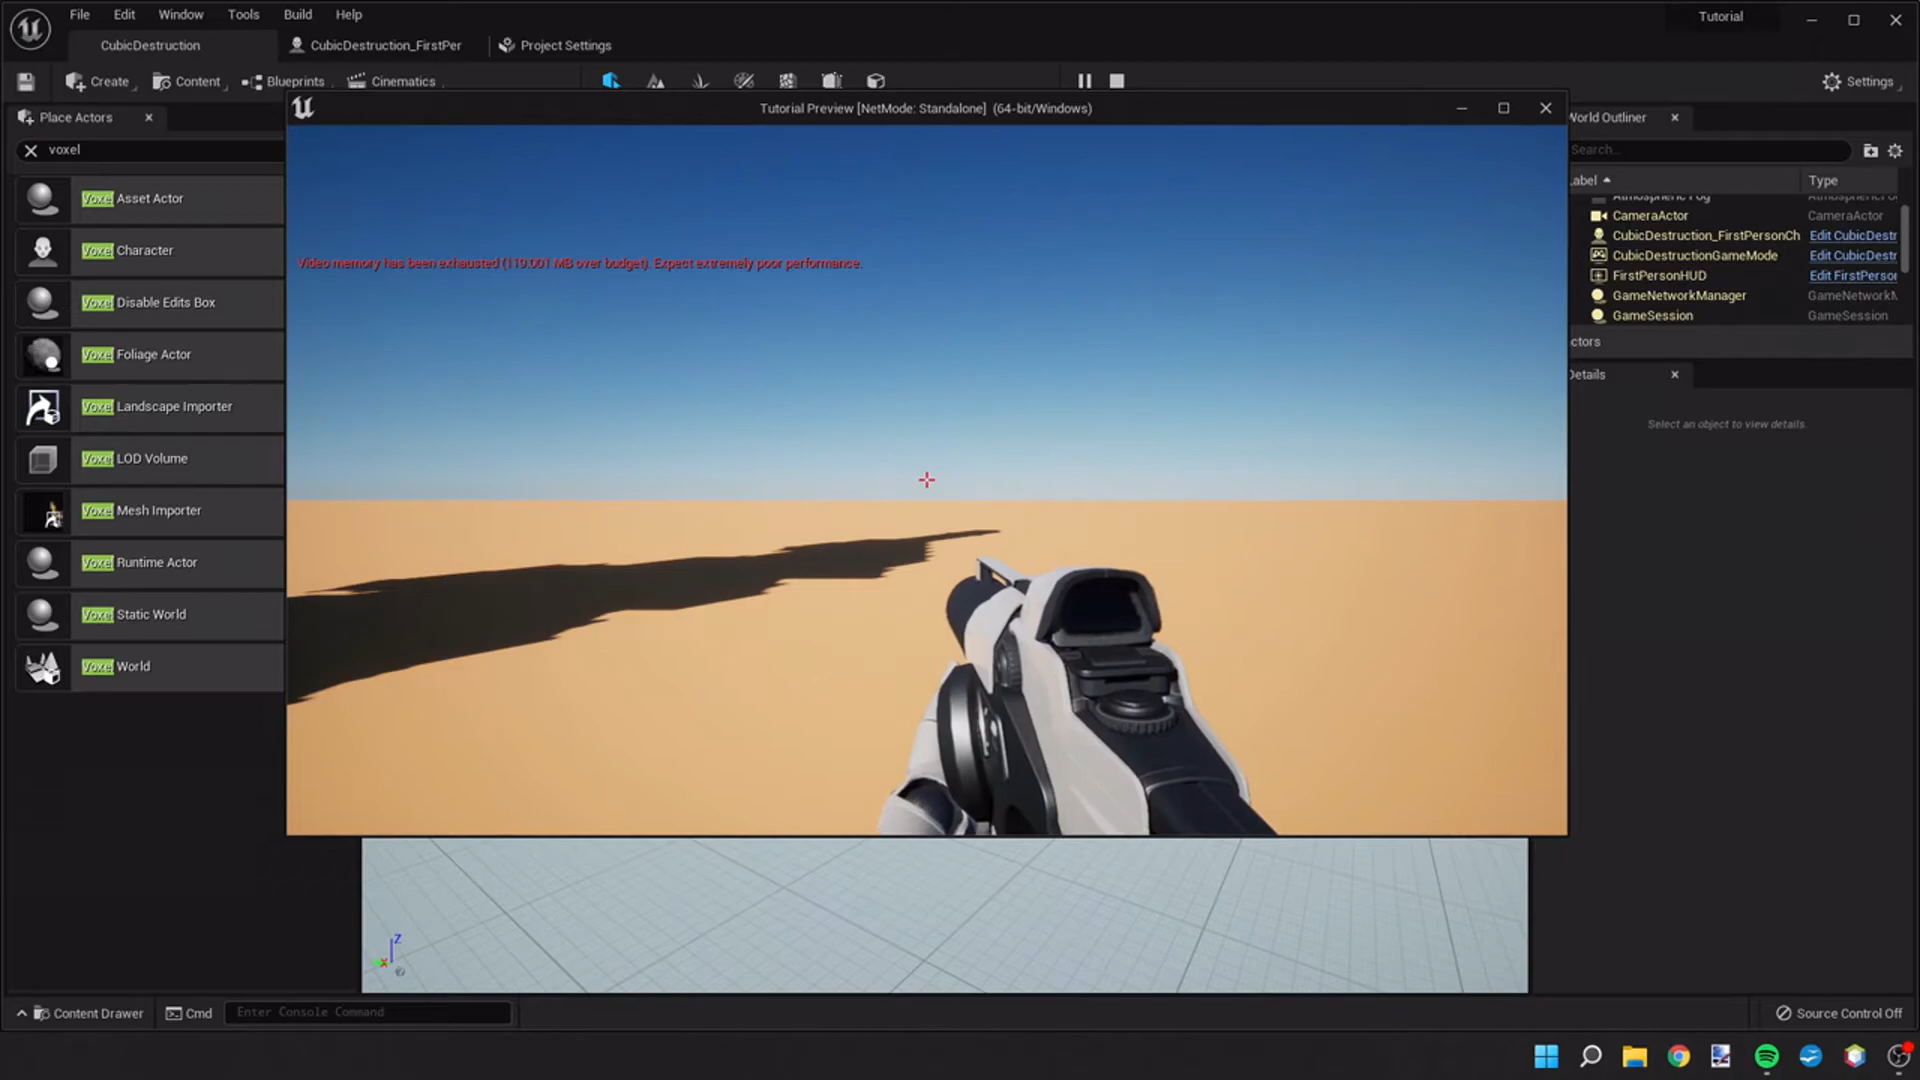 File Edit Window Tools Build Help
Tutorial
CubicDestruction
CubicDestruction_FirstPer
Project Settings
Create
Content
Blueprints
Cinematics
Settings
Place Actors
voxel
Voxel Asset Actor
Voxel Character
Voxel Disable Edits Box
Voxel Foliage Actor
Voxel Landscape Importer
Voxel LOD Volume
Voxel Mesh Importer
Voxel Runtime Actor
Voxel Static World
Voxel World
Tutorial Preview [NetMode: Standalone] (64-bit/Windows)
Video memory has been exhausted (119.001 MB over budget). Expect extremely poor performance.
World Outliner
Search...
Label
Type
CameraActor CameraActor
CubicDestruction_FirstPersonCh Edit CubicDestr
CubicDestructionGameMode Edit CubicDestr
FirstPersonHUD Edit FirstPerson
GameNetworkManager GameNetworkM
GameSession GameSession
ctors
Details
Select an object to view details.
Z
X
Content Drawer
Cmd
Enter Console Command
Source Control Off